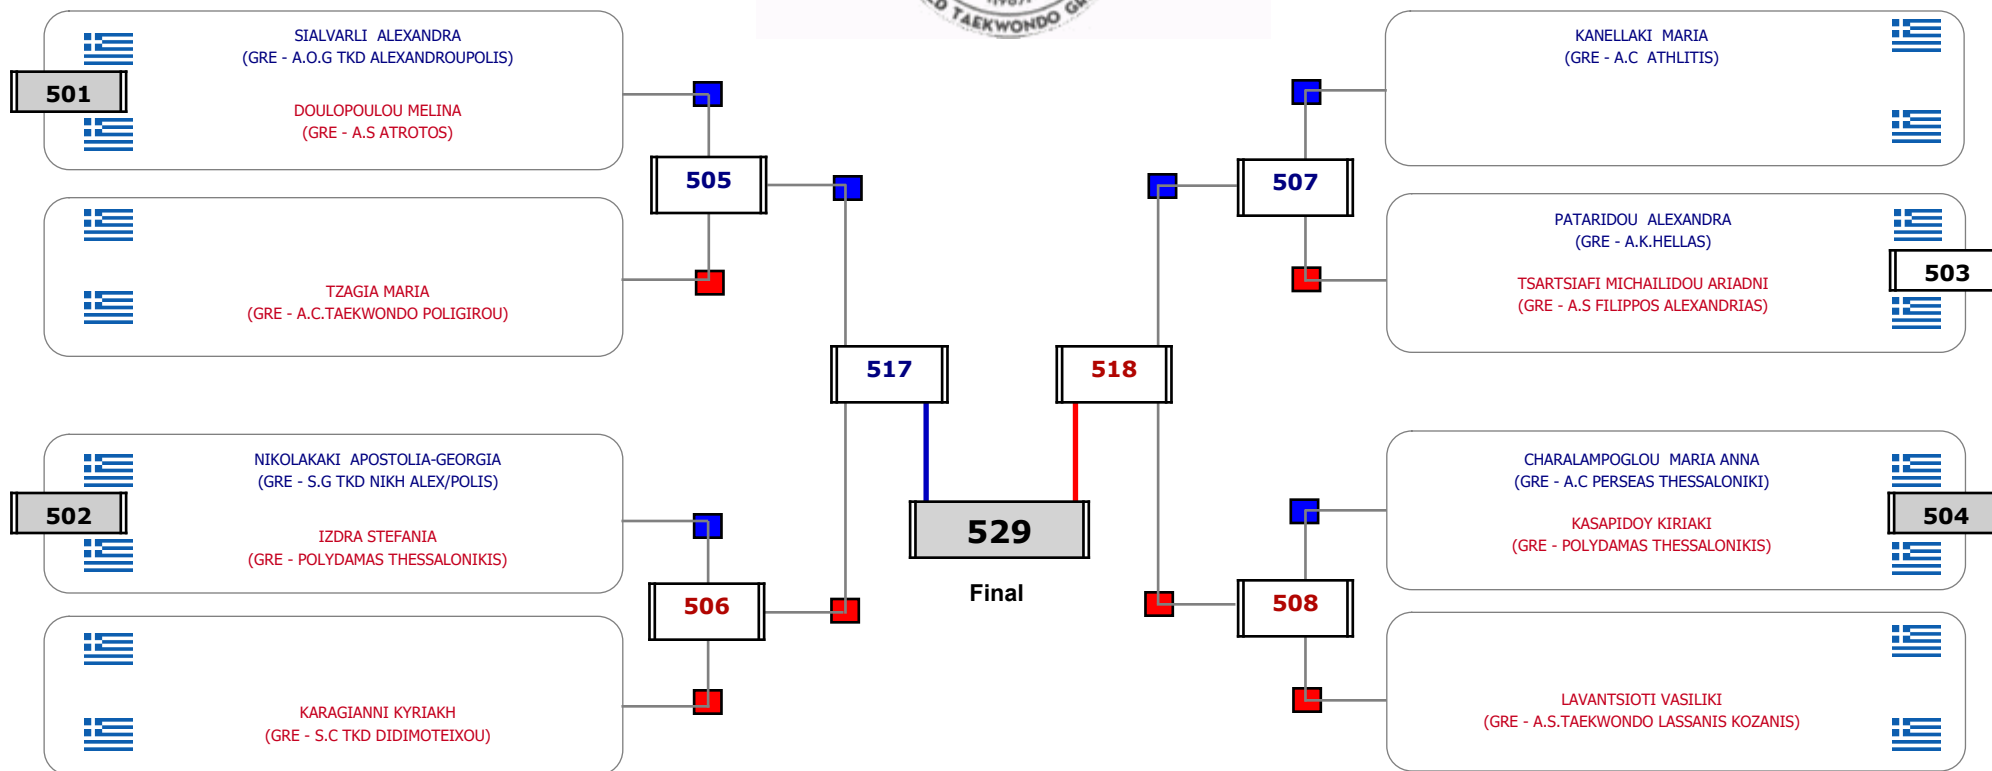 TAEKWONDO
SIALVARLI ALEXANDRA
(GRE - A.O.G TKD ALEXANDROUPOLIS)
501
DOULOPOULOU MELINA
(GRE - A.S ATROTOS)
505
TZAGIA MARIA
(GRE - A.C.TAEKWONDO POLIGIROU)
517
NIKOLAKAKI APOSTOLIA-GEORGIA
(GRE - S.G TKD NIKH ALEX/POLIS)
502
IZDRA STEFANIA
(GRE - POLYDAMAS THESSALONIKIS)
506
KARAGIANNI KYRIAKH
(GRE - S.C TKD DIDIMOTEIXOU)
529
Final
KANELLAKI MARIA
(GRE - A.C ATHLITIS)
507
PATARIDOU ALEXANDRA
(GRE - A.K.HELLAS)
503
TSARTSIAFI MICHAILIDOU ARIADNI
(GRE - A.S FILIPPOS ALEXANDRIAS)
518
CHARALAMPOGLOU MARIA ANNA
(GRE - A.C PERSEAS THESSALONIKI)
504
KASAPIDOY KIRIAKI
(GRE - POLYDAMAS THESSALONIKIS)
508
LAVANTSIOTI VASILIKI
(GRE - A.S.TAEKWONDO LASSANIS KOZANIS)